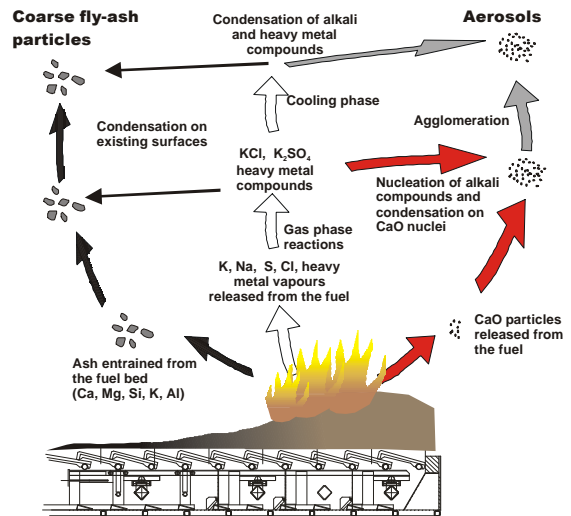 Coarse fly-ash
particles
Condensation of alkali
and heavy metal
compounds
Aerosols
Cooling phase
Condensation on
existing surfaces
Agglomeration
KCl, K₂SO₄
heavy metal
compounds
Nucleation of alkali
compounds and
condensation on
CaO nuclei
Gas phase
reactions
K, Na, S, Cl, heavy
metal vapours
released from the fuel
CaO particles
released from
the fuel
Ash entrained from
the fuel bed
(Ca, Mg, Si, K, Al)